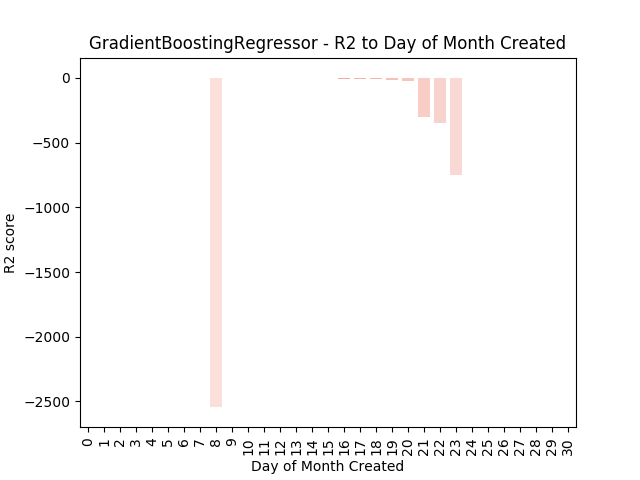 GradientBoostingRegressor - R2 to Day of Month Created
R2 score
0
−500
−1000
−1500
−2000
−2500
0 1 2 3 4 5 6 7 8 9 10 11 12 13 14 15 16 17 18 19 20 21 22 23 24 25 26 27 28 29 30
Day of Month Created